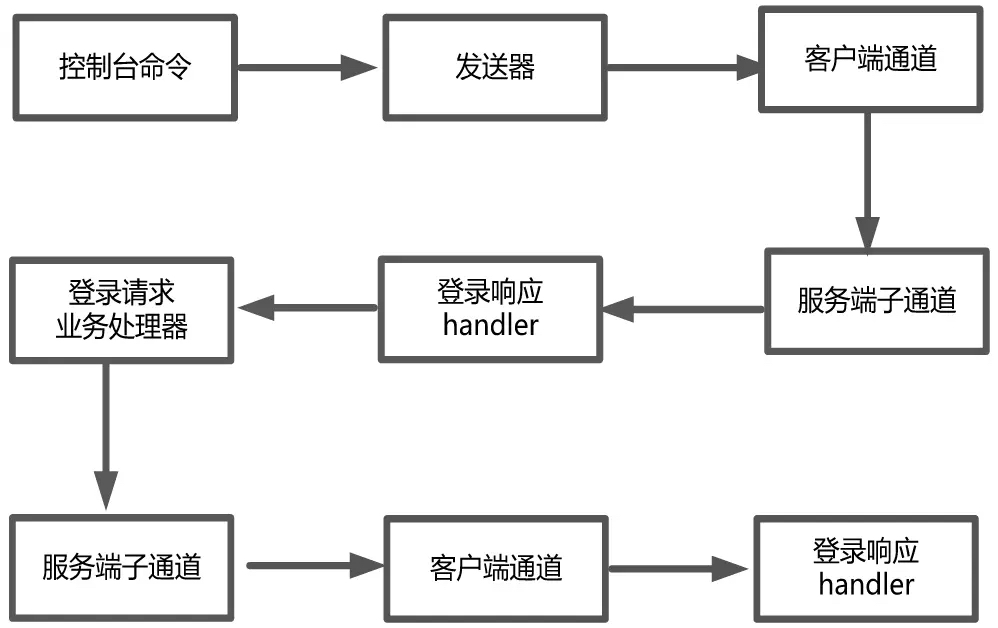 控制台命令
发送器
客户端通道
服务端子通道
登录响应
handler
登录请求
业务处理器
服务端子通道
客户端通道
登录响应
handler